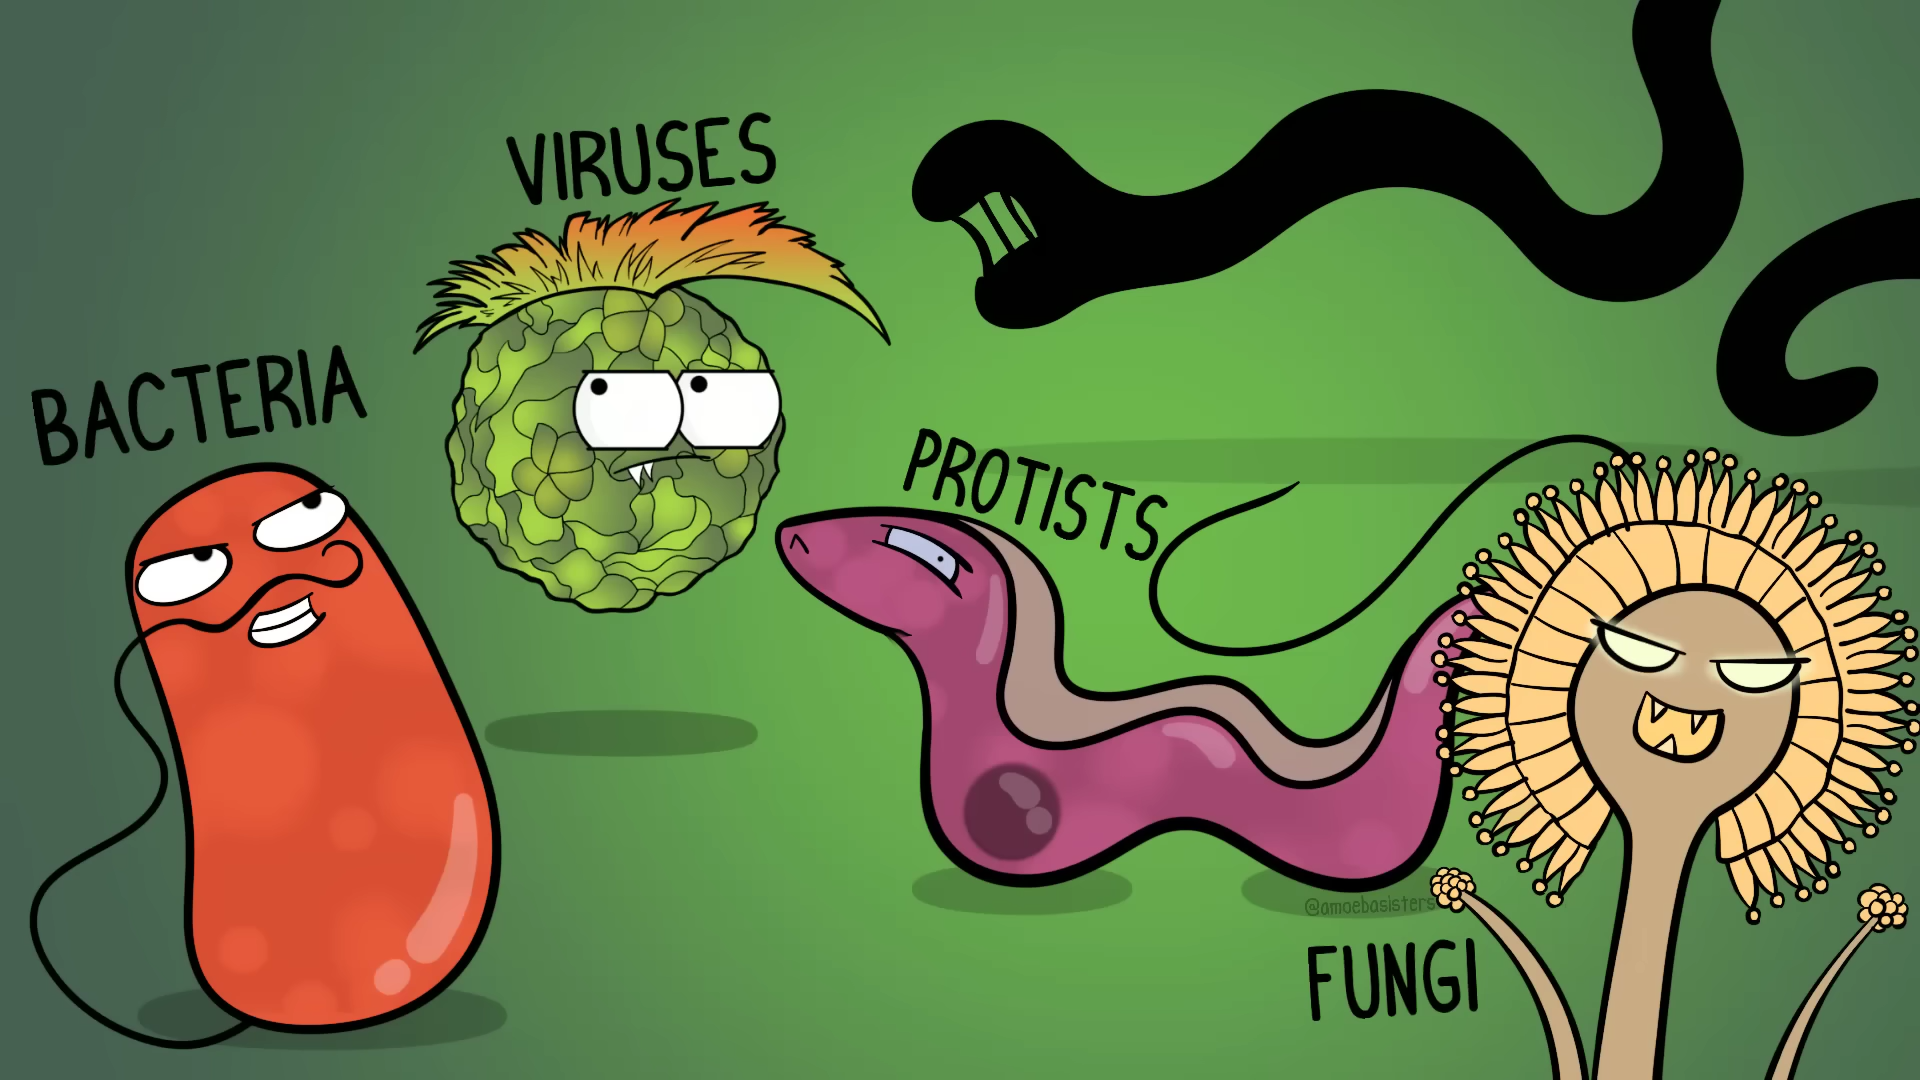 VIRUSES
BACTERIA
PROTISTS
@amoebasisters
FUNGI